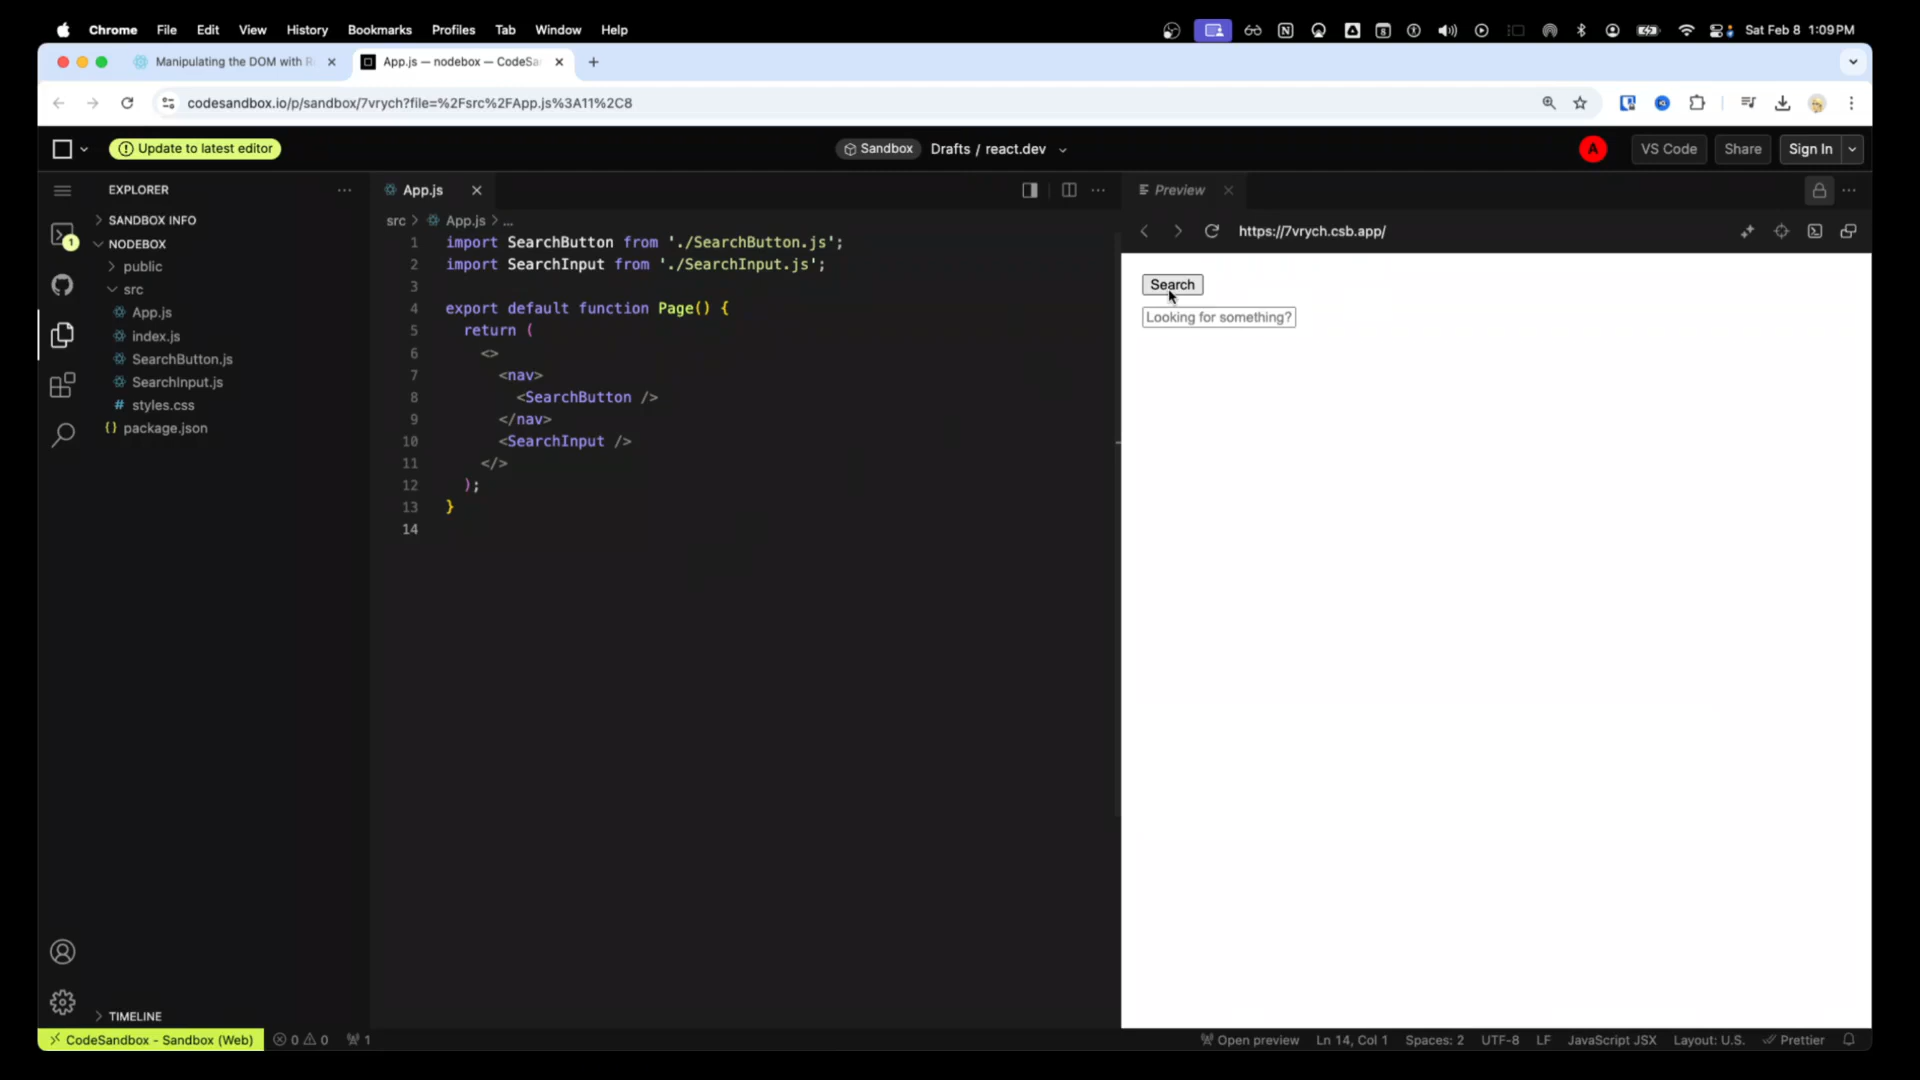 Chrome File Edit View History Bookmarks Profiles Tab Window Help Sat Feb 8 1:09 PM
Manipulating the DOM with R App.js — nodebox — CodeSa
codesandbox.io/p/sandbox/7vrych?file=%2Fsrc%2FApp.js%3A11%2C8
Update to latest editor Sandbox Drafts / react.dev A VS Code Share Sign In
EXPLORER App.js Preview
SANDBOX INFO
NODEBOX
public
src
App.js
index.js
SearchButton.js
SearchInput.js
styles.css
{} package.json
TIMELINE
src > App.js > ...
1 import SearchButton from './SearchButton.js';
2 import SearchInput from './SearchInput.js';
3
4 export default function Page() {
5 return (
6 <>
7 <nav>
8 <SearchButton />
9 </nav>
10 <SearchInput />
11 </>
12 );
13 }
14
https://7vrych.csb.app/
Search
Looking for something?
CodeSandbox - Sandbox (Web) 0 0 1 Open preview Ln 14, Col 1 Spaces: 2 UTF-8 LF JavaScript JSX Layout: U.S. Prettier